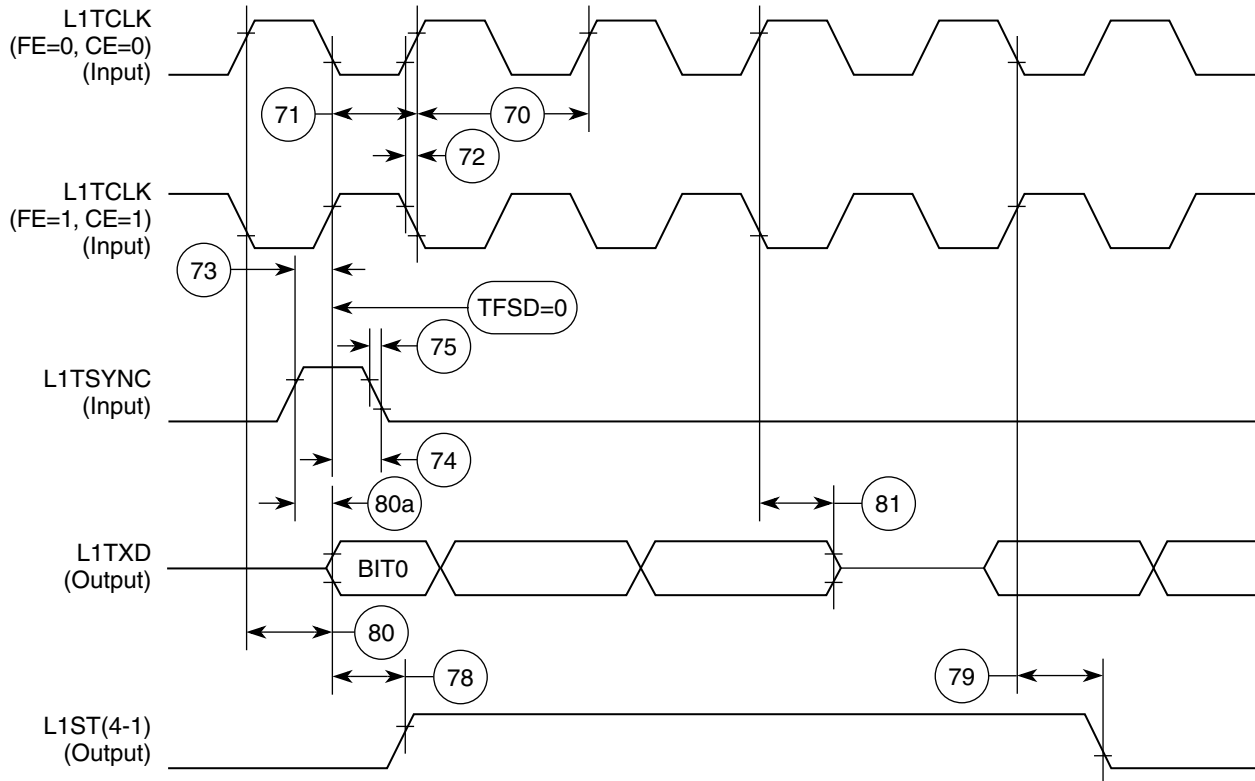 L1TCLK
(FE=0, CE=0)
(Input)
71
70
72
L1TCLK
(FE=1, CE=1)
(Input)
73
TFSD=0
75
L1TSYNC
(Input)
74
80a
81
L1TXD
(Output)
BIT0
80
78
79
L1ST(4-1)
(Output)